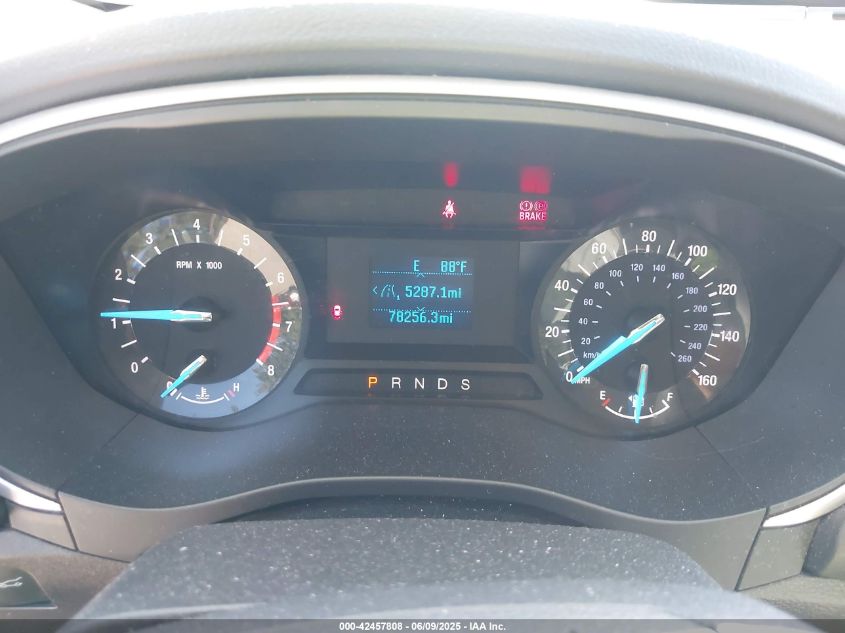 E 88°F
5287.1mi
78256.3mi
BRAKE
P R N D S
RPM X 1000
0 1 2 3 4 5 6 7 8
C H
0 20 40 60 80 100 120 140 160
20 40 60 80 100 120 140 160 180 200 220 240 260
km/h
MPH
E F
000-42457808 - 06/09/2025 - IAA Inc.